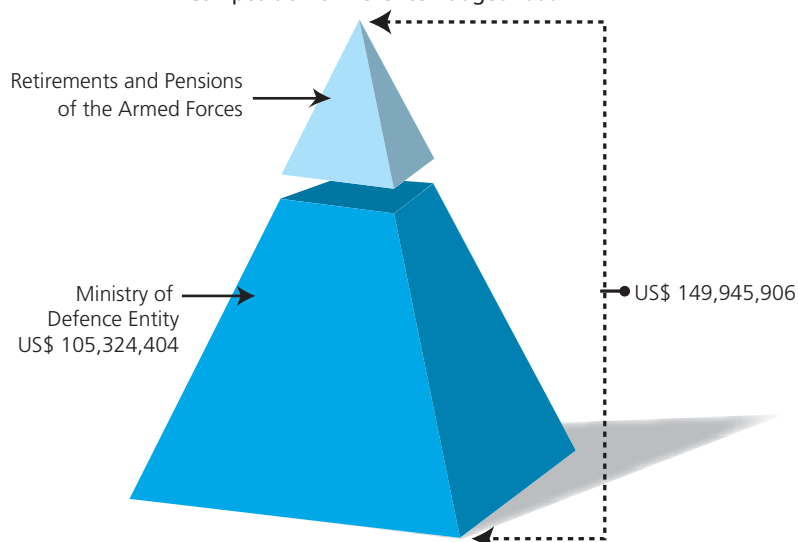 Retirements and Pensions
of the Armed Forces
Ministry of
Defence Entity
US$ 105,324,404
US$ 149,945,906